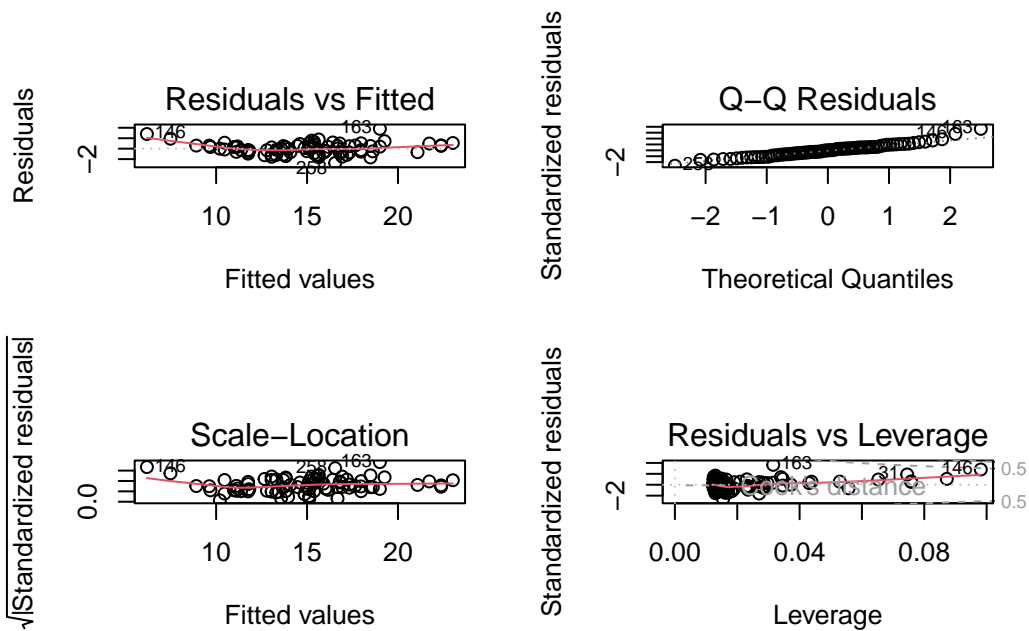 Residuals vs Fitted
Residuals
−2
146
163
258
10 15 20
Fitted values
Q−Q Residuals
Standardized residuals
−2
258
146
163
−2 −1 0 1 2
Theoretical Quantiles
Scale−Location
√|Standardized residuals|
0.0
146
258
163
10 15 20
Fitted values
Residuals vs Leverage
Standardized residuals
−2
163
31
146
0.5
0.5
Cook's distance
0.00 0.04 0.08
Leverage